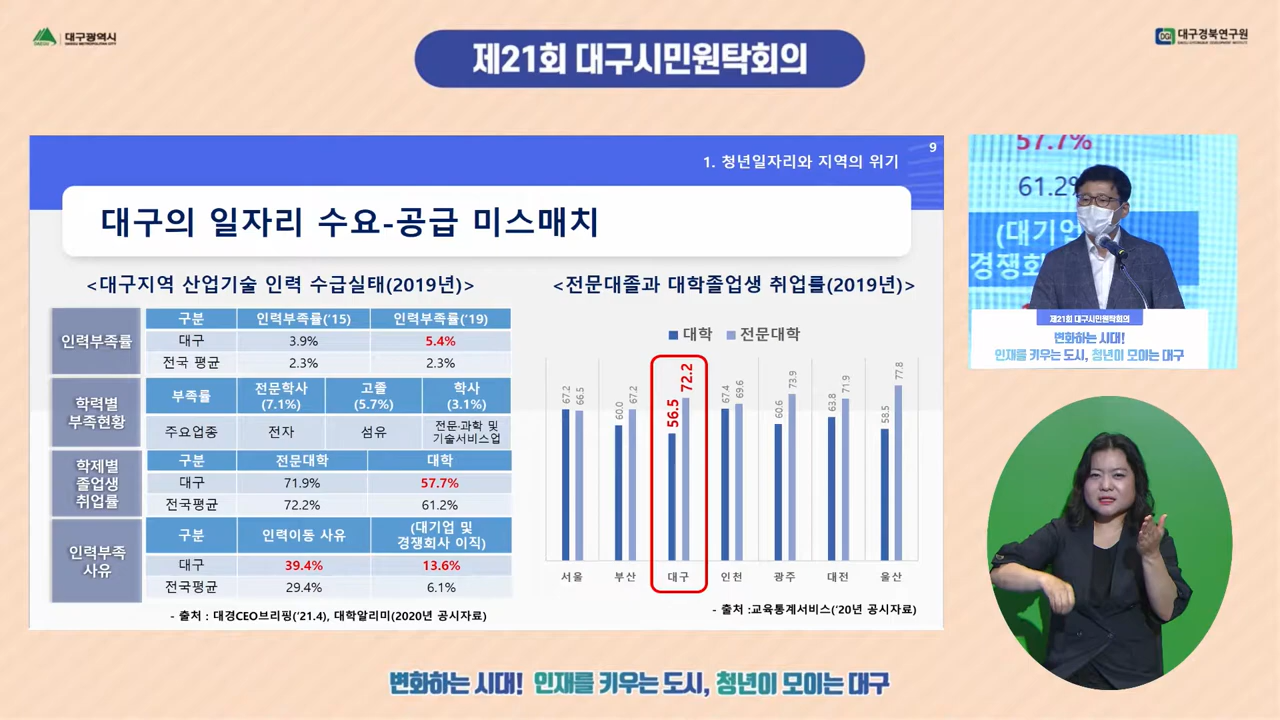 대구광역시
DAEGU METROPOLITAN CITY
제21회 대구시민원탁회의
대구경북연구원
9
1. 청년일자리와 지역의 위기
대구의 일자리 수요-공급 미스매치
<대구지역 산업기술 인력 수급실태(2019년)>
인력부족률
구분 인력부족률('15) 인력부족률('19)
대구 3.9% 5.4%
전국 평균 2.3% 2.3%
학력별
부족현황
부족률 전문학사 (7.1%) 고졸 (5.7%) 학사 (3.1%)
주요업종 전자 섬유 전문·과학 및 기술서비스업
학제별
졸업생
취업률
구분 전문대학 대학
대구 71.9% 57.7%
전국평균 72.2% 61.2%
인력부족
사유
구분 인력이동 사유 (대기업 및 경쟁회사 이직)
대구 39.4% 13.6%
전국평균 29.4% 6.1%
- 출처 : 대경CEO브리핑('21.4), 대학알리미(2020년 공시자료)
<전문대졸과 대학졸업생 취업률(2019년)>
대학 전문대학
67.2 66.5 60.0 67.2 56.5 72.2 67.4 69.6 60.6 73.9 63.8 71.9 58.5 77.8
서울 부산 대구 인천 광주 대전 울산
- 출처 :교육통계서비스('20년 공시자료)
57.7%
61.2%
(대기업
경쟁회
제21회 대구시민원탁회의
변화하는 시대!
인재를 키우는 도시, 청년이 모이는 대구
변화하는 시대! 인재를 키우는 도시, 청년이 모이는 대구